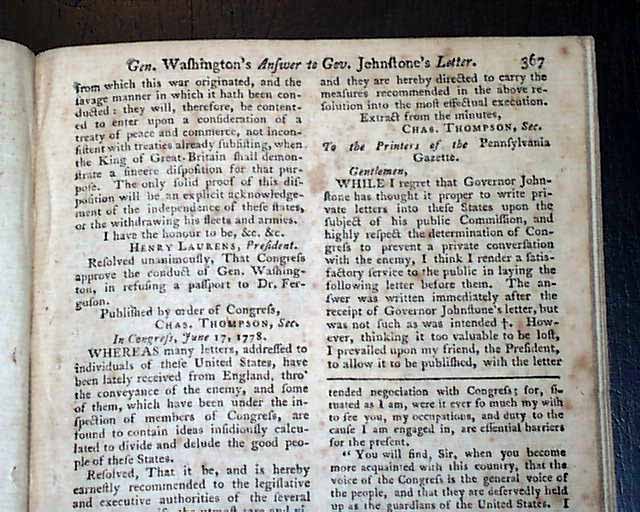 Gen. Washington's Answer to Gov. Johnſtone's Letter. 367
from which this war originated, and the
ſavage manner in which it hath been con-
ducted: they will, therefore, be content-
ed to enter upon a conſideration of a
treaty of peace and commerce, not incon-
ſiſtent with treaties already ſubſiſting, when
the King of Great-Britain ſhall demon-
ſtrate a ſincere diſpoſition for that pur-
poſe. The only ſolid proof of this diſ-
poſition will be an explicit acknowledge-
ment of the independence of theſe ſtates,
or the withdrawing his fleets and armies.
I have the honour to be, &c. &c.
HENRY LAURENS, Preſident.
Reſolved unanimouſly, That Congreſs
approve the conduct of Gen. Waſhing-
ton, in refuſing a paſſport to Dr. Fer-
guſon.
Publiſhed by order of Congreſs,
CHAS. THOMPSON, Sec.
In Congreſs, June 17, 1778.
WHEREAS many letters, addreſſed to
individuals of theſe United States, have
been lately received from England, thro'
the conveyance of the enemy, and ſome
of them, which have been under the in-
ſpection of members of Congreſs, are
found to contain ideas inſidiouſly calcu-
lated to divide and delude the good peo-
ple of theſe States.
Reſolved, That it be, and is hereby
earneſtly recommended to the legiſlative
and executive authorities of the ſeveral
utmoſt care and
and they are hereby directed to carry the
meaſures recommended in the above re-
ſolution into the moſt effectual execution.
Extract from the minutes,
CHAS. THOMPSON, Sec.
To the Printers of the Pennſylvania
Gazette.
Gentlemen,
WHILE I regret that Governor John-
ſtone has thought it proper to write pri-
vate letters into theſe States upon the
ſubject of his public Commiſſion, and
highly reſpect the determination of Con-
greſs to prevent a private converſation
with the enemy, I think I render a ſatis-
factory ſervice to the public in laying the
following letter before them. The an-
ſwer was written immediately after the
receipt of Governor Johnſtone's letter, but
was not ſuch as was intended †. How-
ever, thinking it too valuable to be loſt,
I prevailed upon my friend, the Preſident,
to allow it to be publiſhed, with the letter
tended negotiation with Congreſs; for, ſi-
tuated as I am, were it ever ſo much my wiſh
to ſee you, my occupations, and duty to the
cauſe I am engaged in, are eſſential barriers
for the preſent.
"You will find, Sir, when you become
more acquainted with this country, that the
voice of the Congreſs is the general voice of
the people, and that they are deſervedly held
up as the guardians of the United States. I